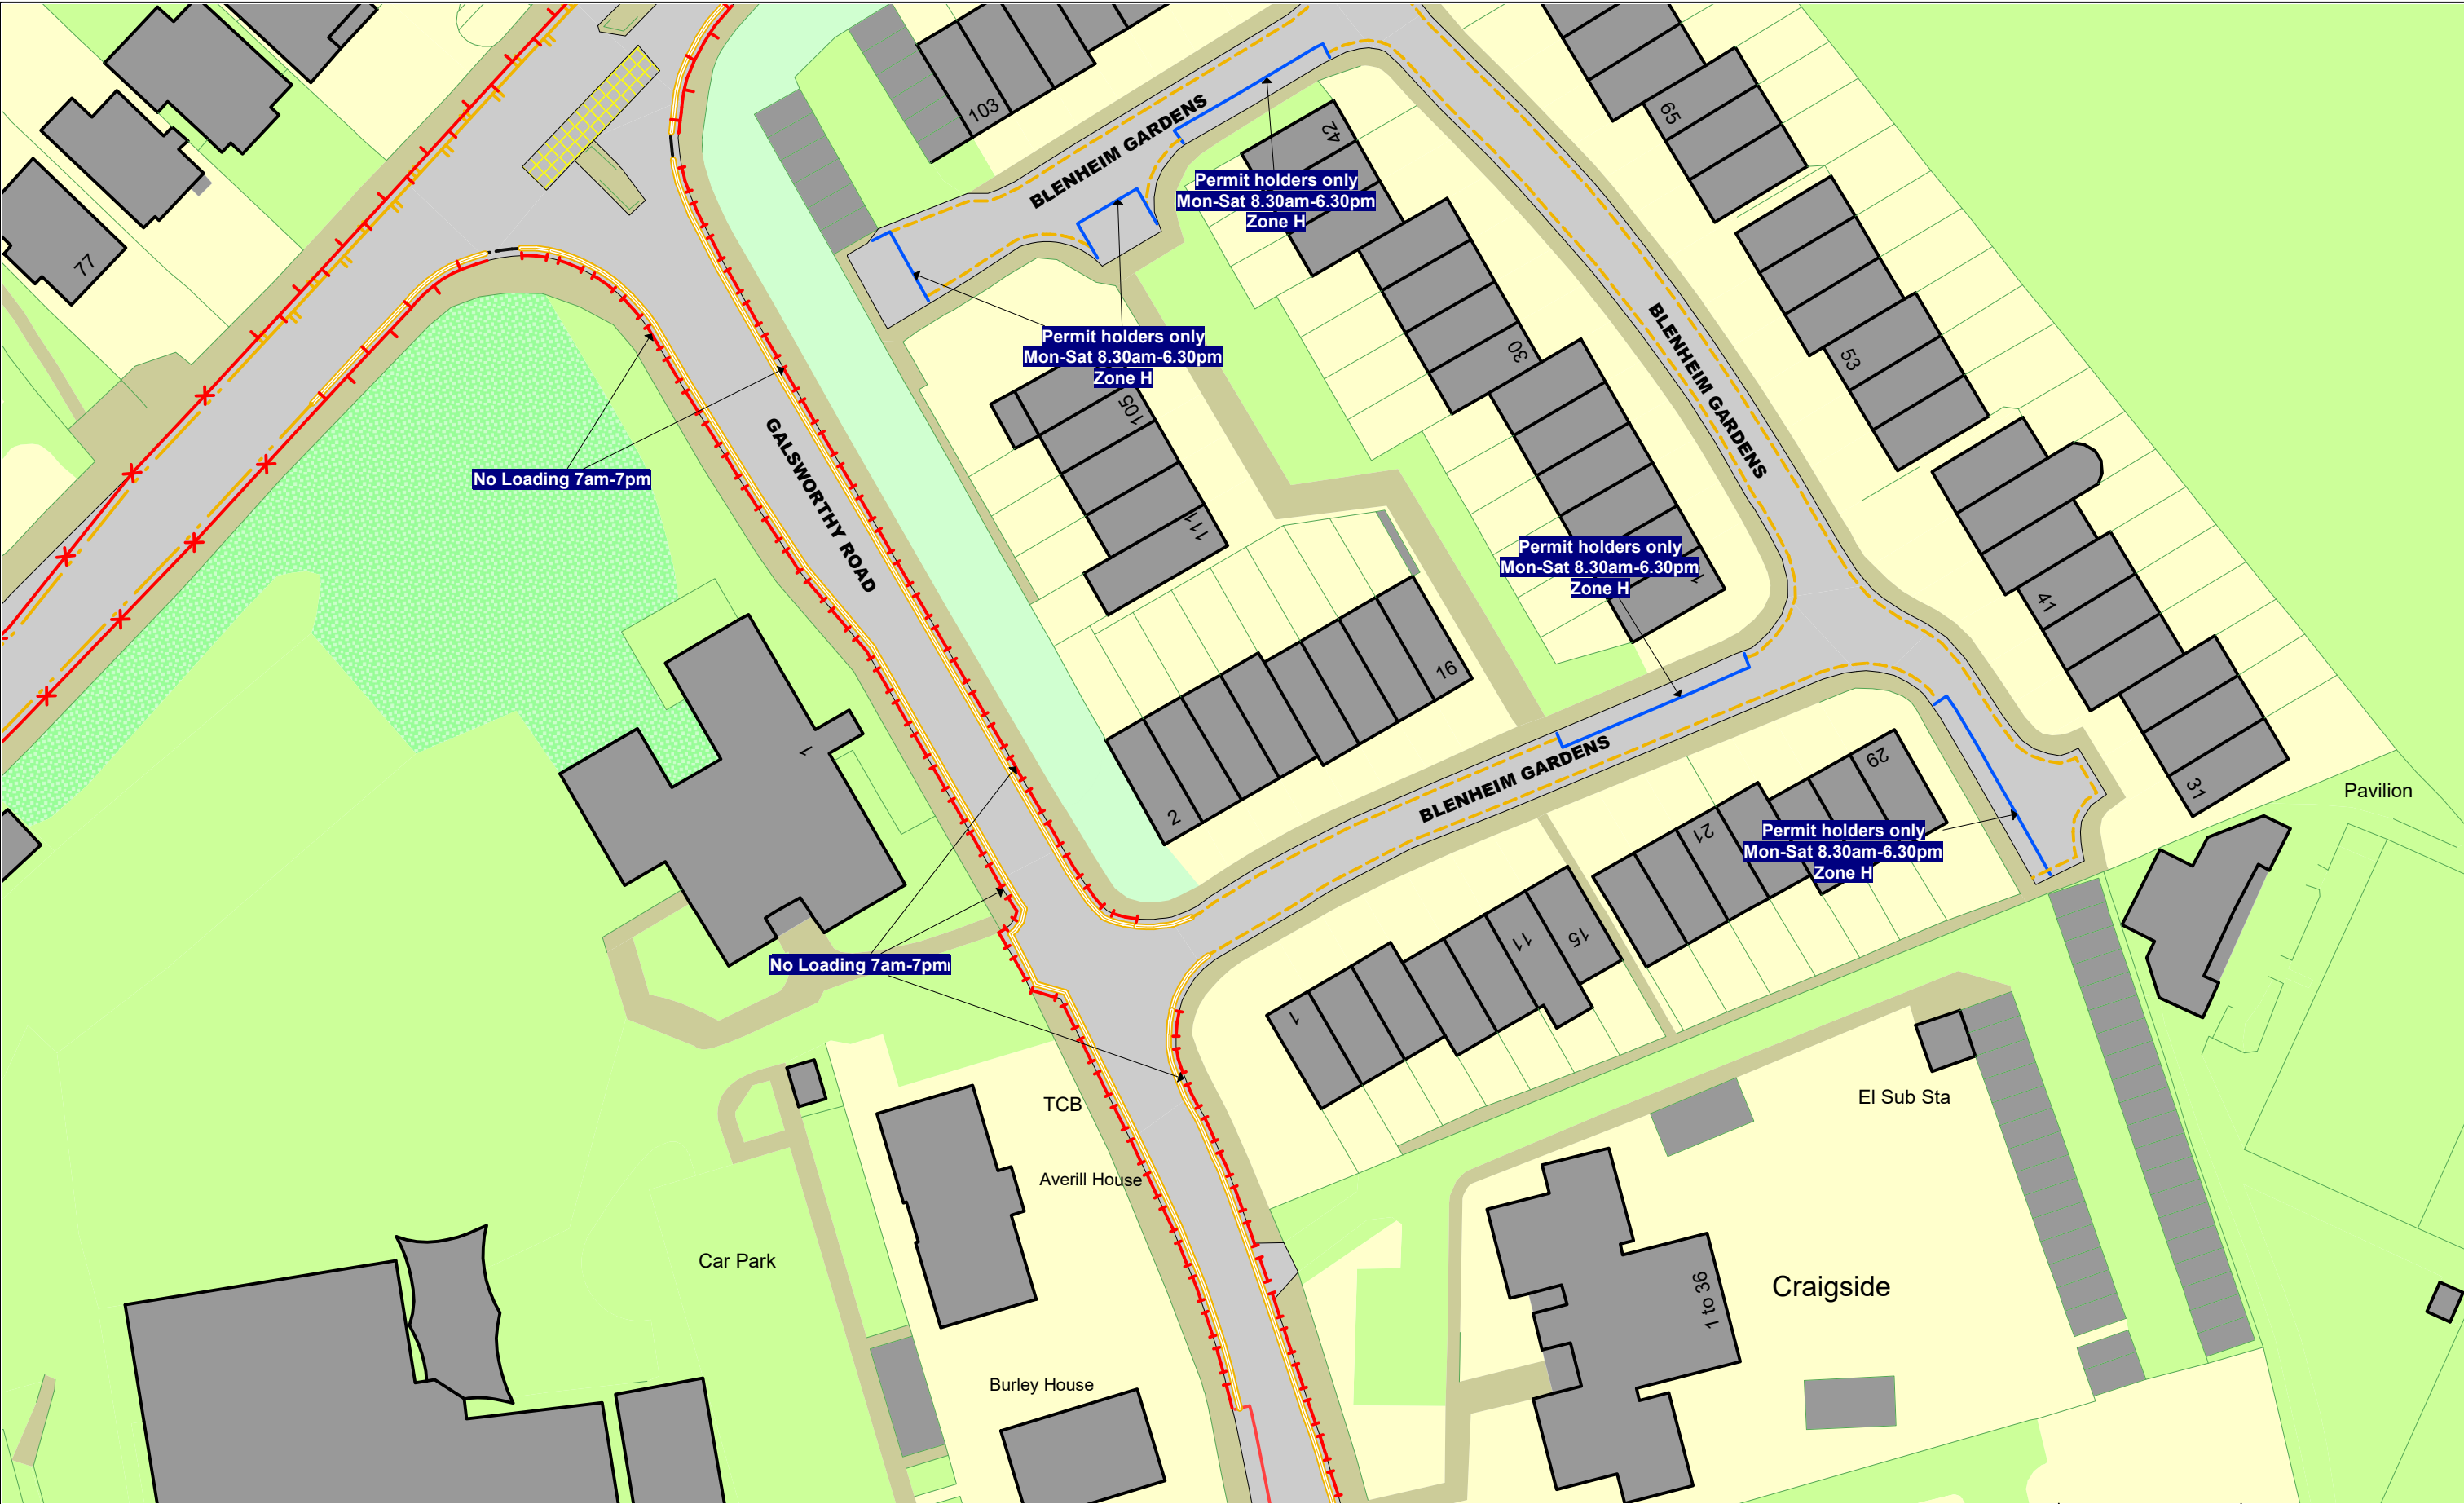 103
42
65
BLENHEIM GARDENS
Permit holders only
Mon-Sat 8.30am-6.30pm
Zone H
77
Permit holders only
Mon-Sat 8.30am-6.30pm
Zone H
30
53
BLENHEIM GARDENS
105
No Loading 7am-7pm
GALSWORTHY ROAD
111
Permit holders only
Mon-Sat 8.30am-6.30pm
Zone H
1
41
16
1
2
BLENHEIM GARDENS
29
31
Pavilion
21
Permit holders only
Mon-Sat 8.30am-6.30pm
Zone H
11
15
No Loading 7am-7pm
1
TCB
El Sub Sta
Averill House
Car Park
1 to 36
Craigside
Burley House